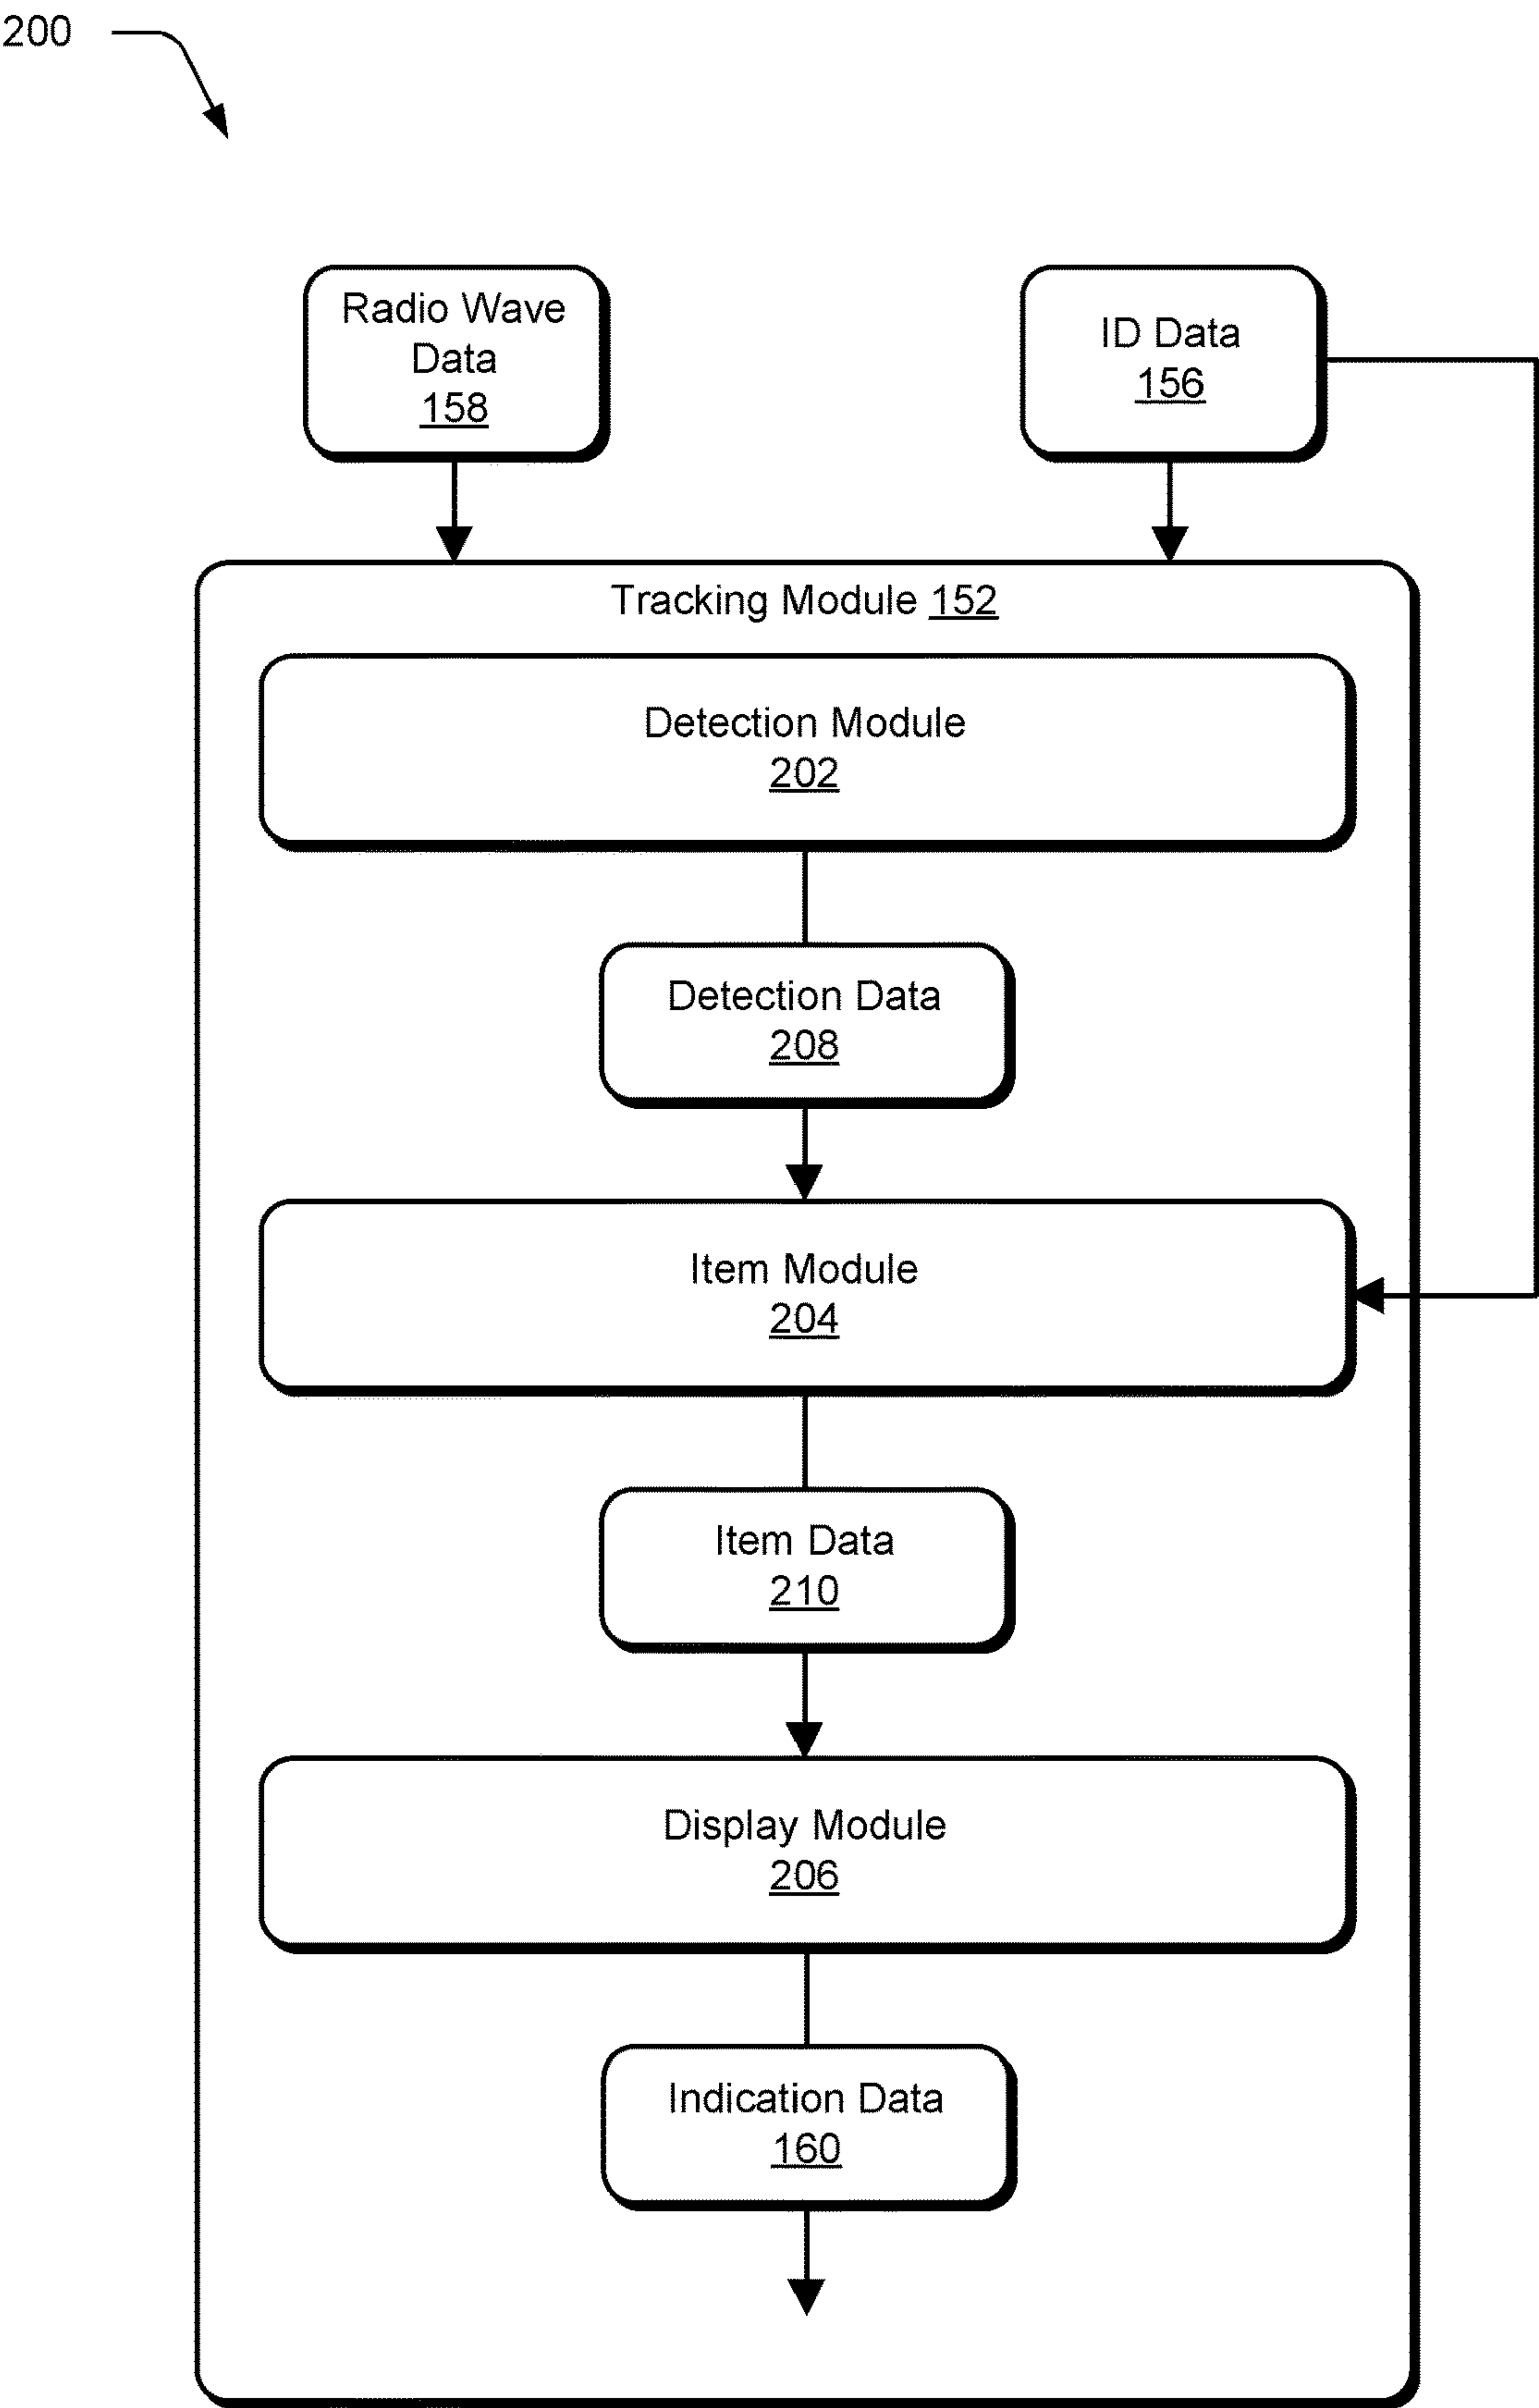 200
Radio Wave
Data
158
ID Data
156
Tracking Module 152
Detection Module
202
Detection Data
208
Item Module
204
Item Data
210
Display Module
206
Indication Data
160